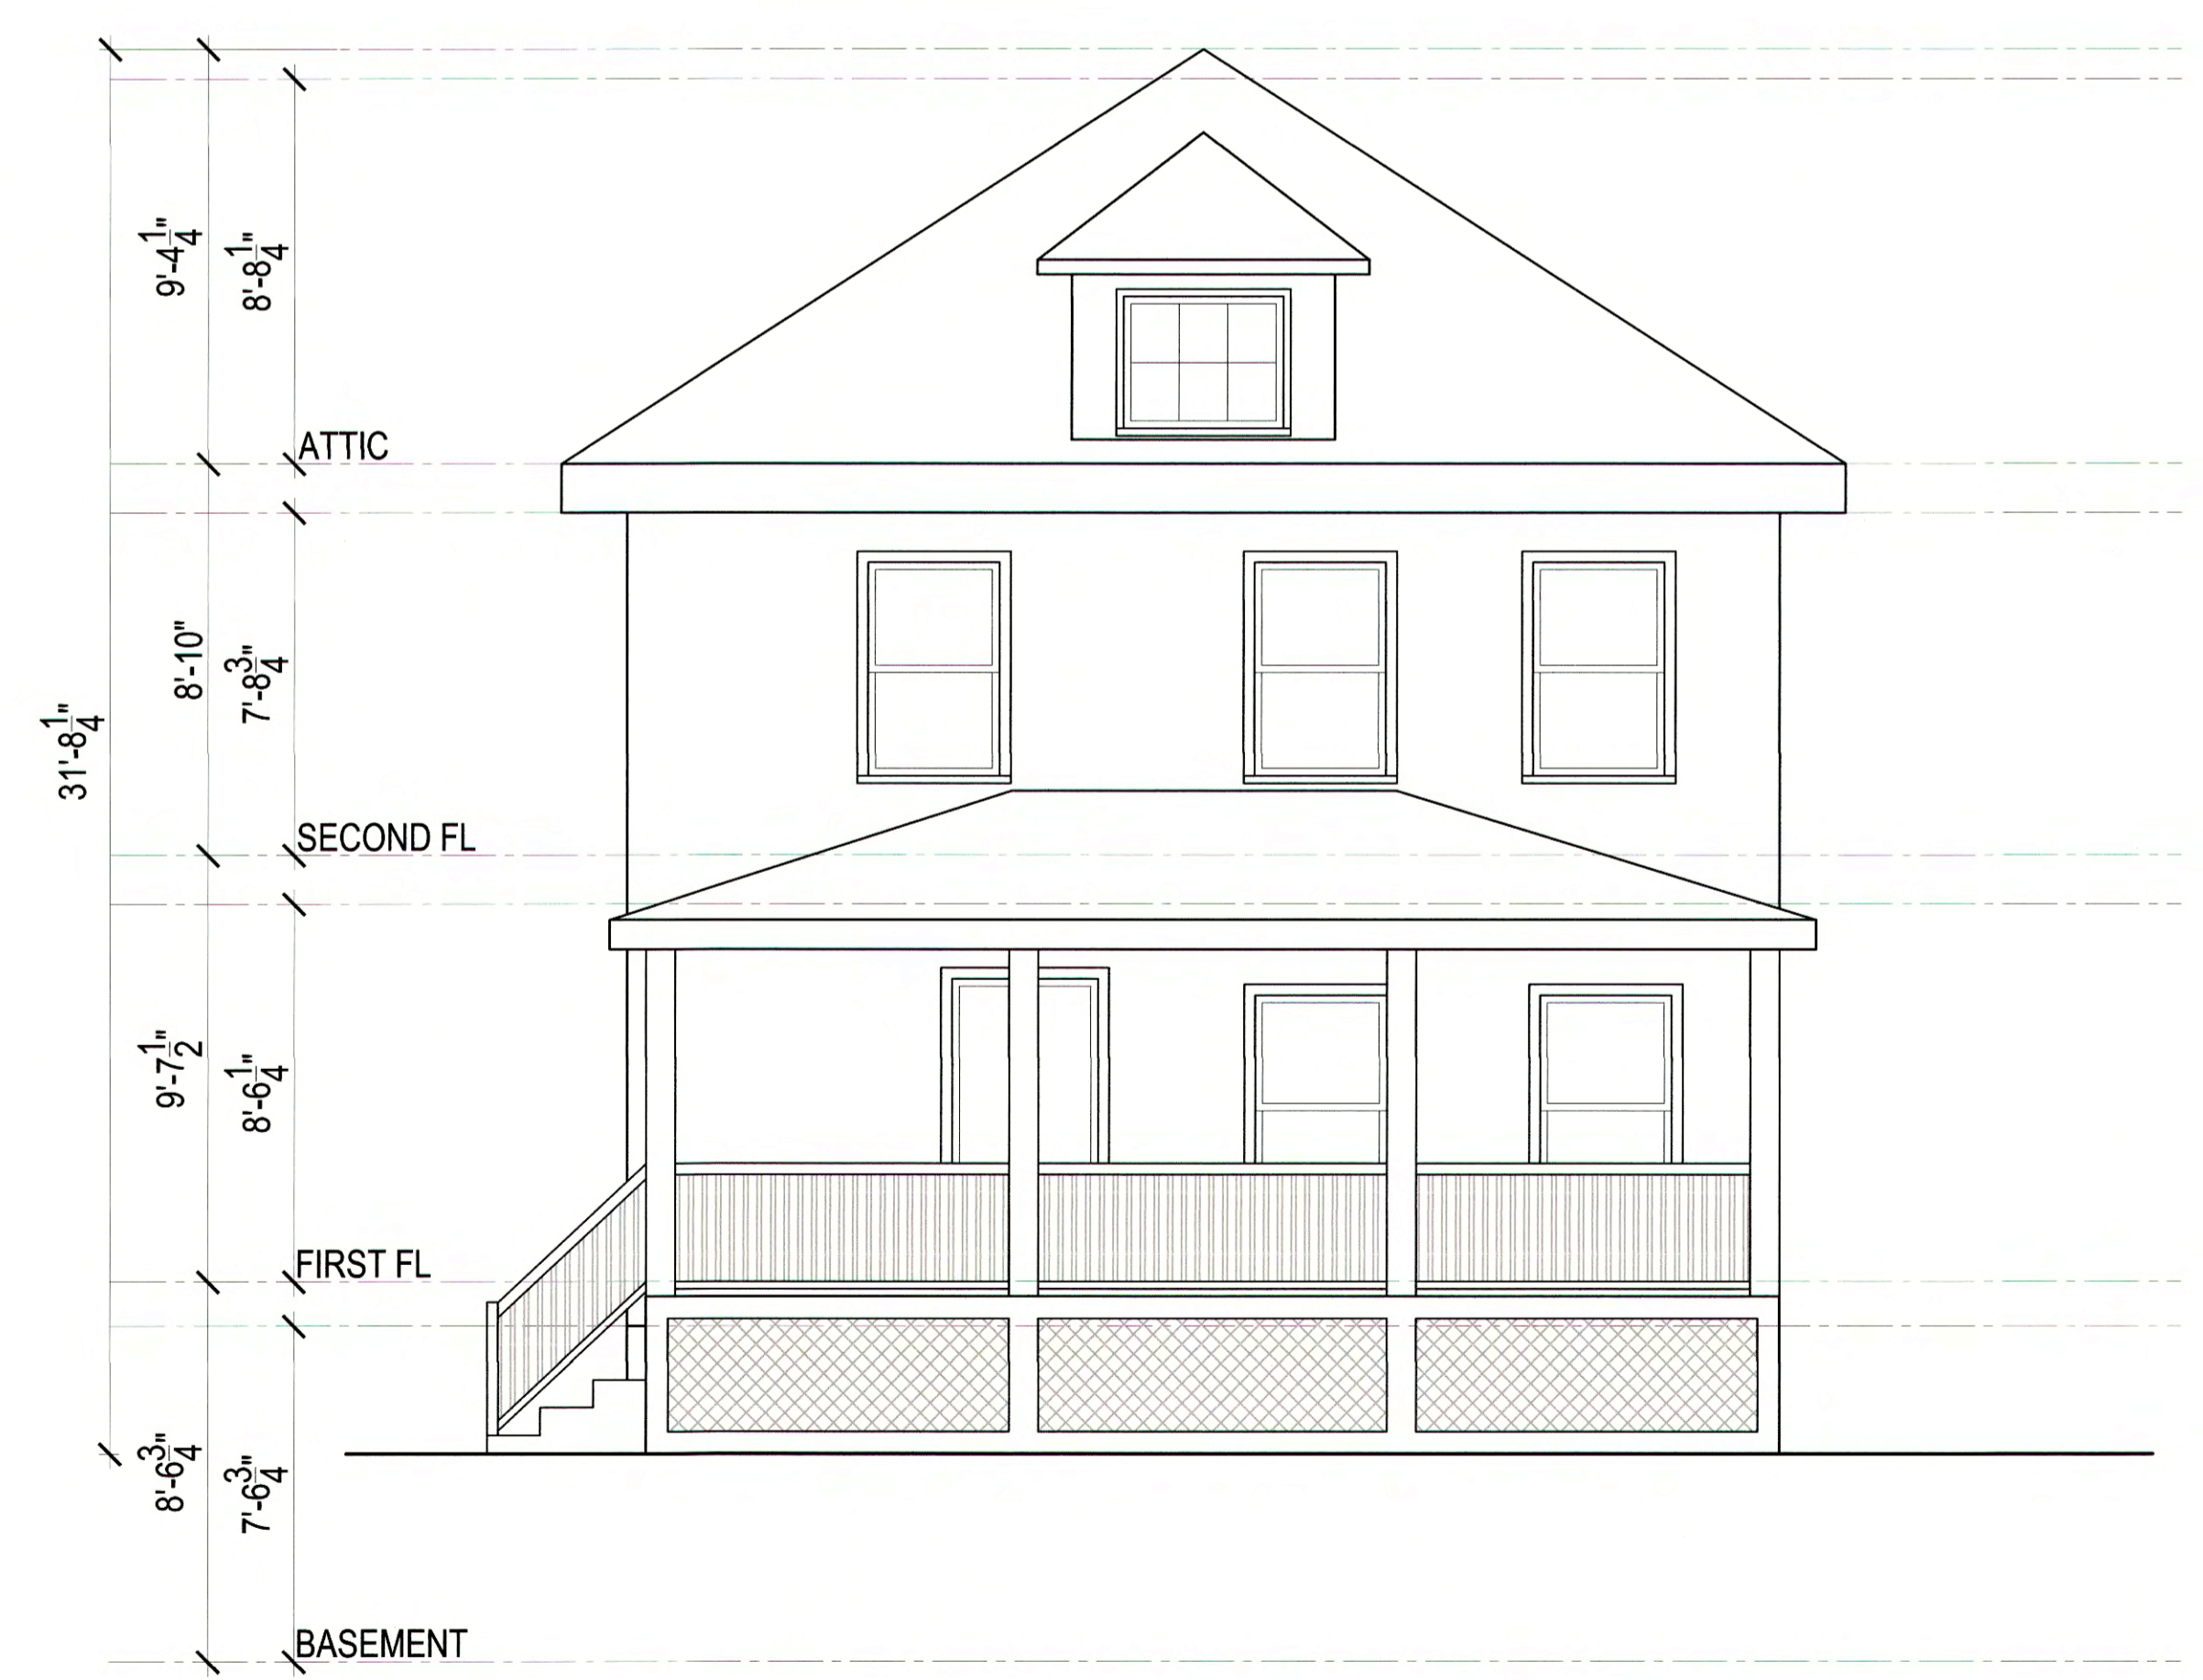 9'-4 1/4"
8'-8 1/4"
ATTIC
8'-10"
7'-8 3/4"
31'-8 1/4"
SECOND FL
9'-7 1/2"
8'-6 1/4"
FIRST FL
8'-6 3/4"
7'-6 3/4"
BASEMENT